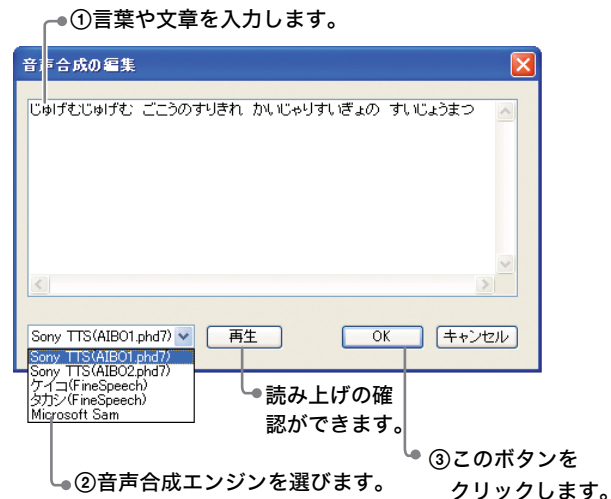 ①言葉や文章を入力します。
音声合成の編集
じゅげむじゅげむ ごこうのすりきれ かいじゃりすいぎょの すいじょうまつ
Sony TTS(AIBO1.phd7)
再生
OK
キャンセル
Sony TTS(AIBO1.phd7)
Sony TTS(AIBO2.phd7)
ケイコ(FineSpeech)
タカシ(FineSpeech)
Microsoft Sam
読み上げの確
認ができます。
③このボタンを
クリックします。
②音声合成エンジンを選びます。